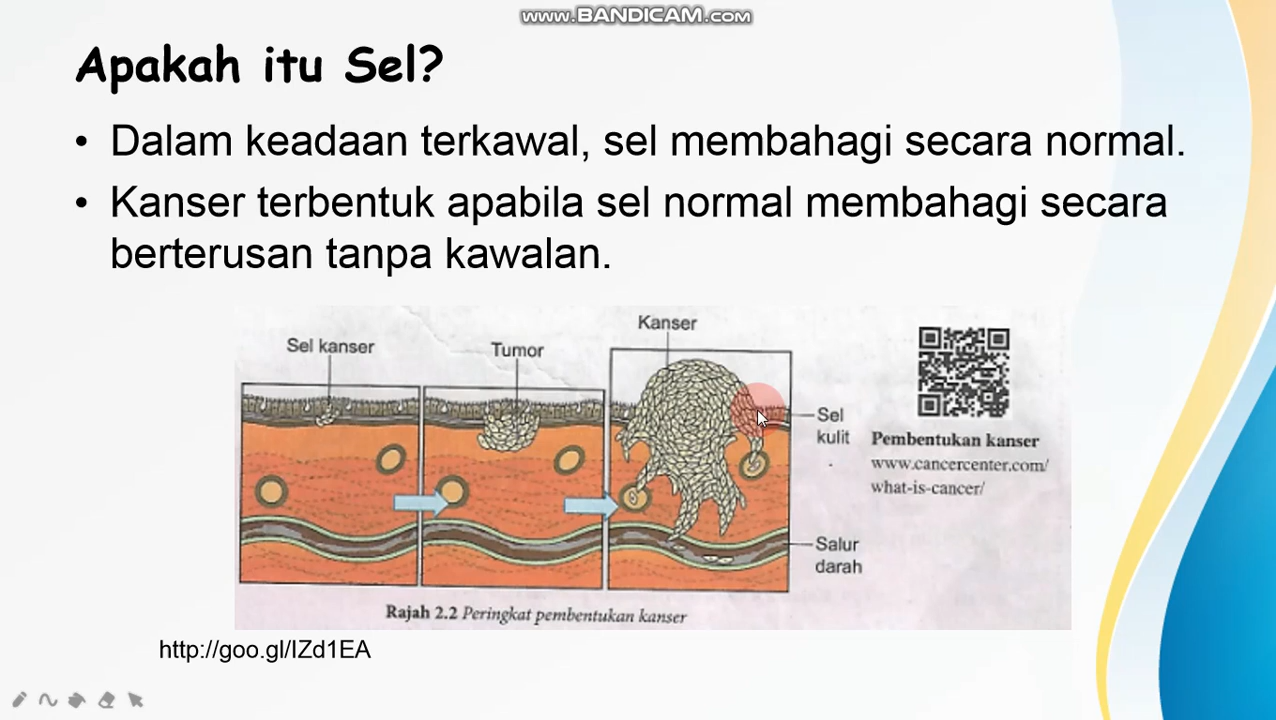 www.BANDICAM.com
Apakah itu Sel?
• Dalam keadaan terkawal, sel membahagi secara normal.
• Kanser terbentuk apabila sel normal membahagi secara
berterusan tanpa kawalan.
Kanser
Sel kanser
Tumor
Sel
kulit
Pembentukan kanser
www.cancercenter.com/
what-is-cancer/
Salur
darah
Rajah 2.2 Peringkat pembentukan kanser
http://goo.gl/IZd1EA